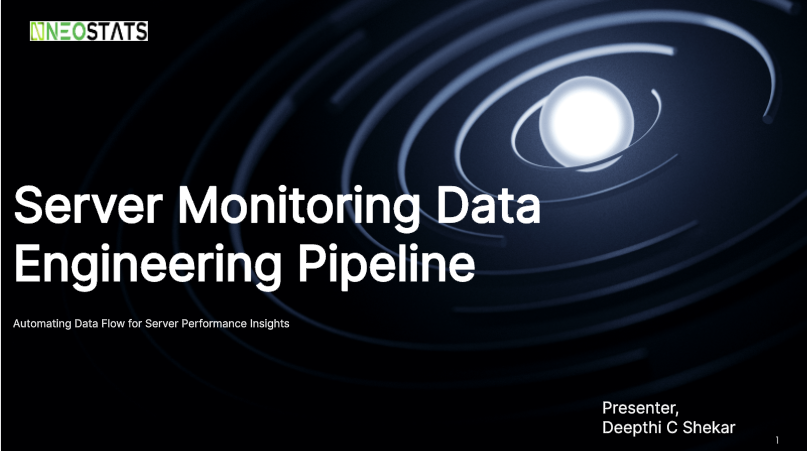 NEOSTATS
Server Monitoring Data
Engineering Pipeline
Automating Data Flow for Server Performance Insights
Presenter,
Deepthi C Shekar
1